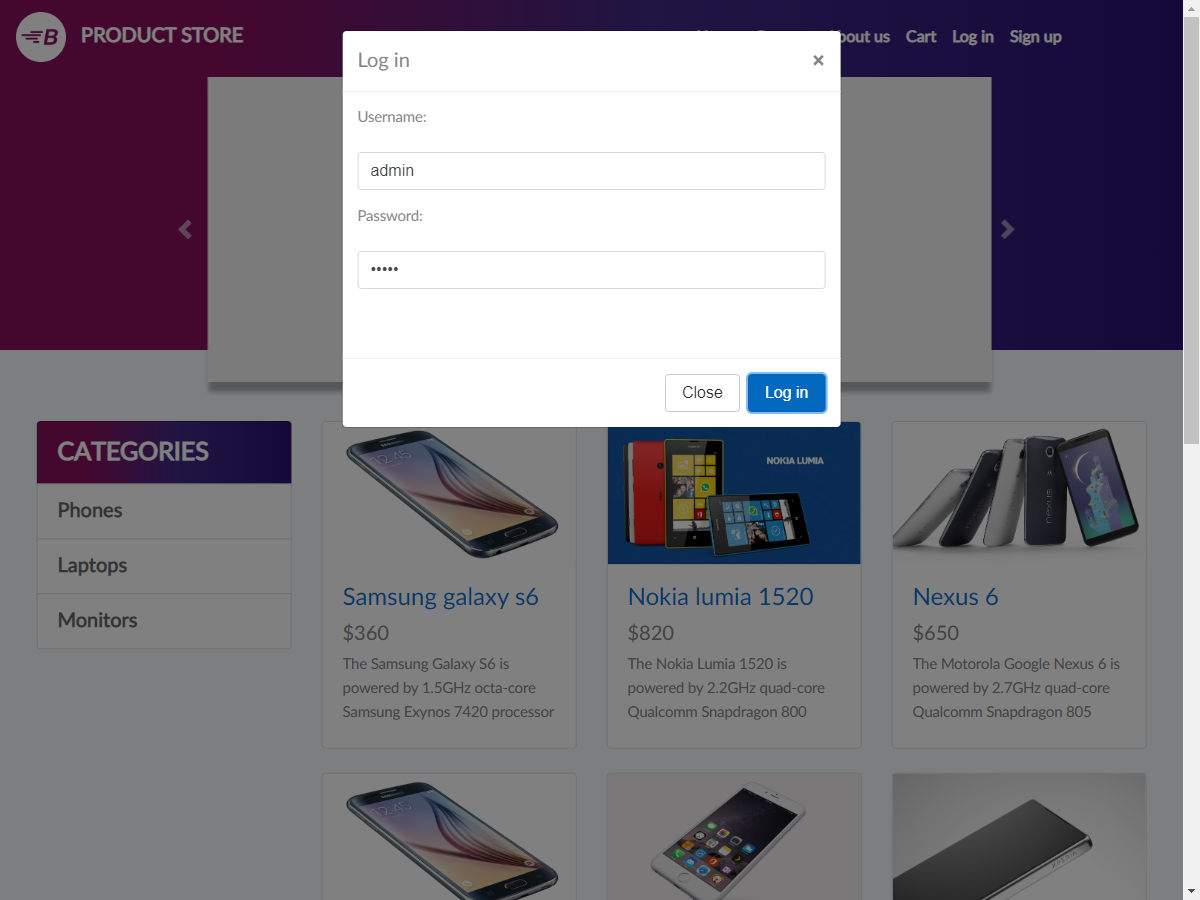 B PRODUCT STORE
bout us Cart Log in Sign up
Log in ×
Username:
admin
Password:
•••••
Close Log in
CATEGORIES
Phones
Laptops
Monitors
NOKIA LUMIA
Samsung galaxy s6
$360
The Samsung Galaxy S6 is
powered by 1.5GHz octa-core
Samsung Exynos 7420 processor
Nokia lumia 1520
$820
The Nokia Lumia 1520 is
powered by 2.2GHz quad-core
Qualcomm Snapdragon 800
Nexus 6
$650
The Motorola Google Nexus 6 is
powered by 2.7GHz quad-core
Qualcomm Snapdragon 805